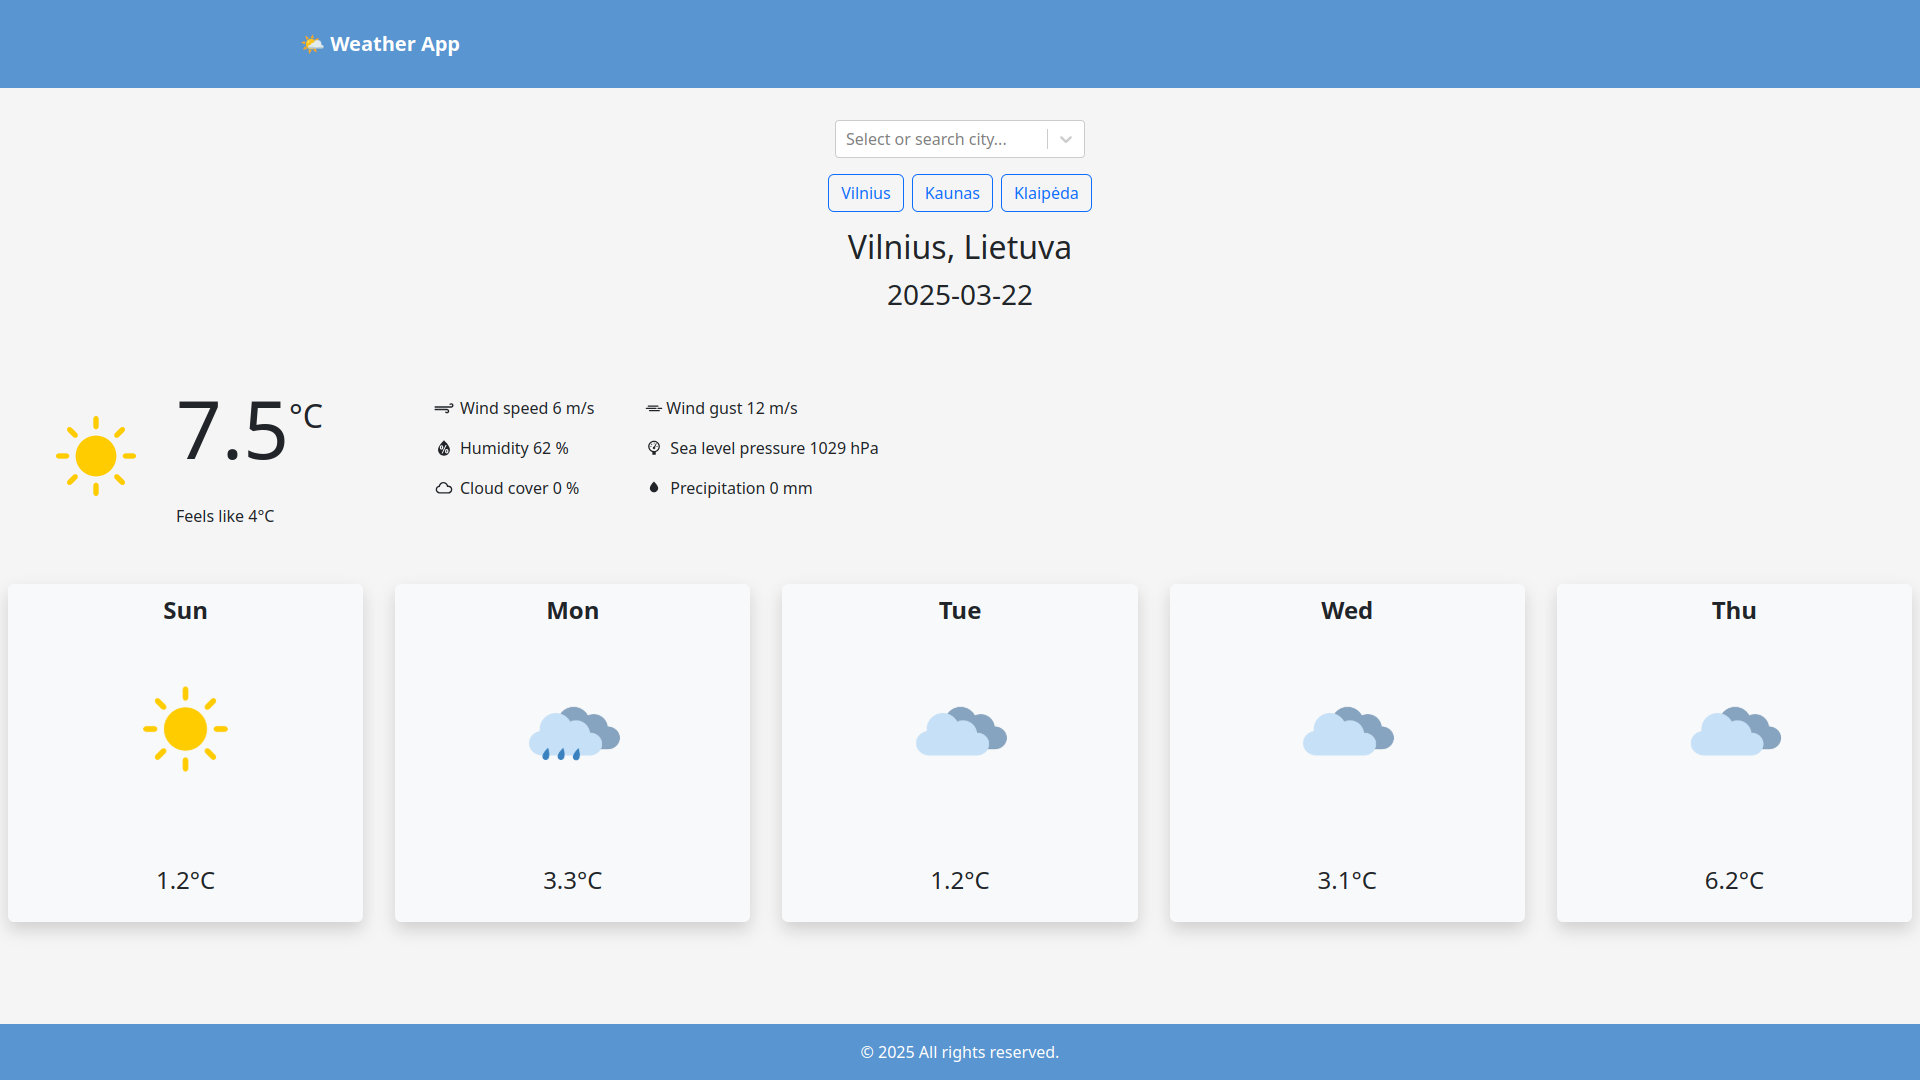 🌤️ Weather App
Select or search city...
Vilnius
Kaunas
Klaipėda
Vilnius, Lietuva
2025-03-22
7.5°C
Feels like 4°C
Wind speed 6 m/s
Wind gust 12 m/s
Humidity 62 %
Sea level pressure 1029 hPa
Cloud cover 0 %
Precipitation 0 mm
Sun
1.2°C
Mon
3.3°C
Tue
1.2°C
Wed
3.1°C
Thu
6.2°C
© 2025 All rights reserved.